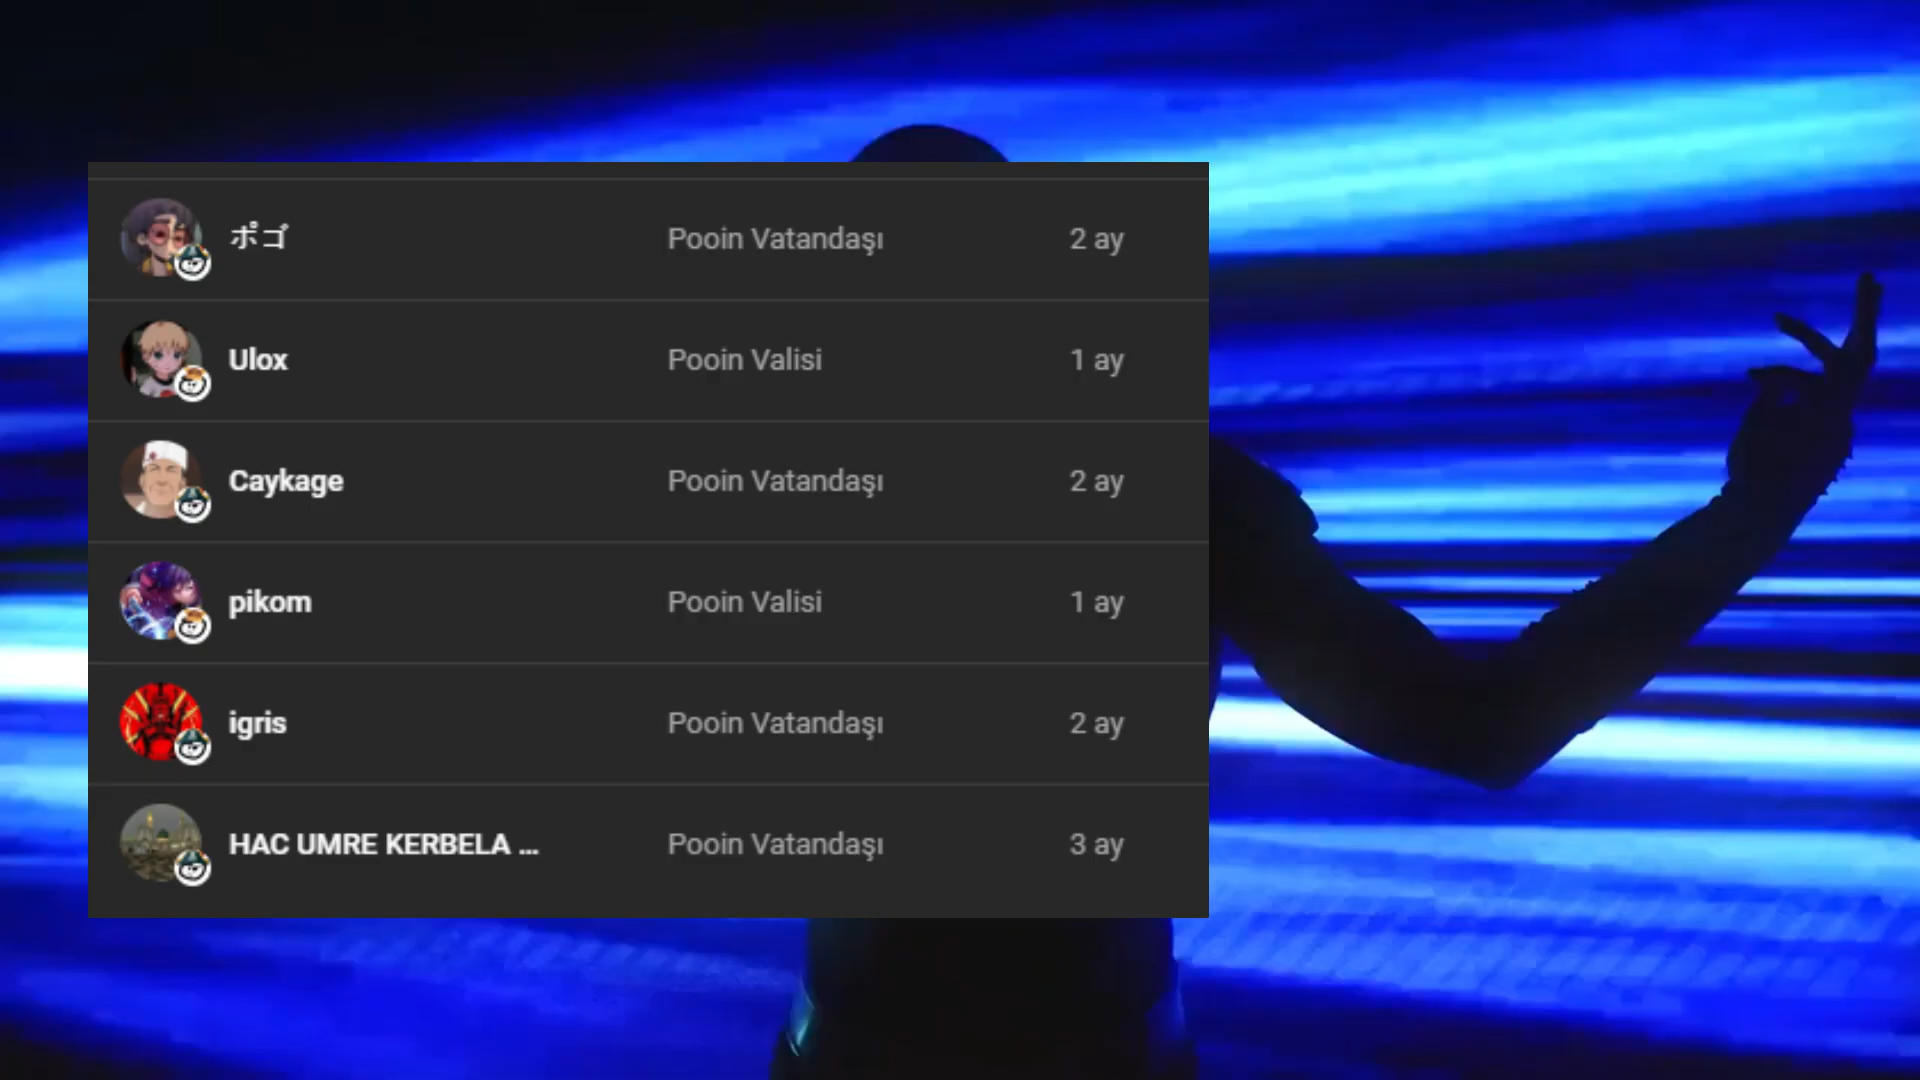 ポゴ Pooin Vatandaşı 2 ay
Ulox Pooin Valisi 1 ay
Caykage Pooin Vatandaşı 2 ay
pikom Pooin Valisi 1 ay
igris Pooin Vatandaşı 2 ay
HAC UMRE KERBELA ... Pooin Vatandaşı 3 ay